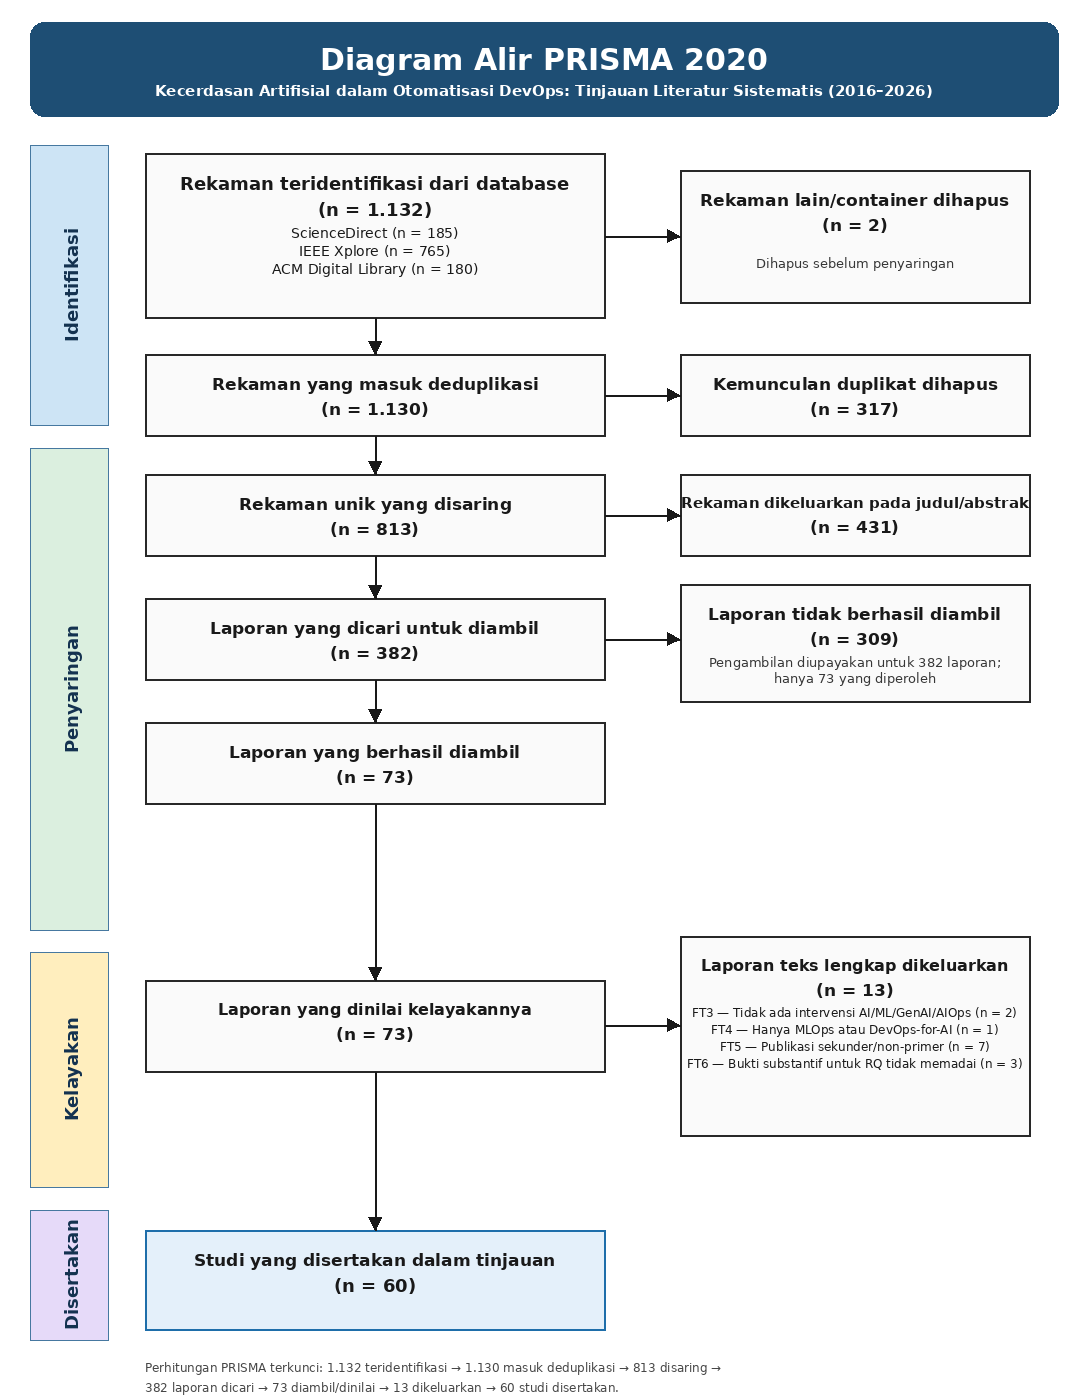 Diagram Alir PRISMA 2020
Kecerdasan Artifisial dalam Otomatisasi DevOps: Tinjauan Literatur Sistematis (2016–2026)
Identifikasi
Rekaman teridentifikasi dari database
(n = 1.132)
ScienceDirect (n = 185)
IEEE Xplore (n = 765)
ACM Digital Library (n = 180)
Rekaman lain/container dihapus
(n = 2)
Dihapus sebelum penyaringan
Rekaman yang masuk deduplikasi
(n = 1.130)
Kemunculan duplikat dihapus
(n = 317)
Penyaringan
Rekaman unik yang disaring
(n = 813)
Rekaman dikeluarkan pada judul/abstrak
(n = 431)
Laporan yang dicari untuk diambil
(n = 382)
Laporan tidak berhasil diambil
(n = 309)
Pengambilan diupayakan untuk 382 laporan;
hanya 73 yang diperoleh
Laporan yang berhasil diambil
(n = 73)
Kelayakan
Laporan yang dinilai kelayakannya
(n = 73)
Laporan teks lengkap dikeluarkan
(n = 13)
FT3 — Tidak ada intervensi AI/ML/GenAI/AIOps (n = 2)
FT4 — Hanya MLOps atau DevOps-for-AI (n = 1)
FT5 — Publikasi sekunder/non-primer (n = 7)
FT6 — Bukti substantif untuk RQ tidak memadai (n = 3)
Disertakan
Studi yang disertakan dalam tinjauan
(n = 60)
Perhitungan PRISMA terkunci: 1.132 teridentifikasi → 1.130 masuk deduplikasi → 813 disaring →
382 laporan dicari → 73 diambil/dinilai → 13 dikeluarkan → 60 studi disertakan.